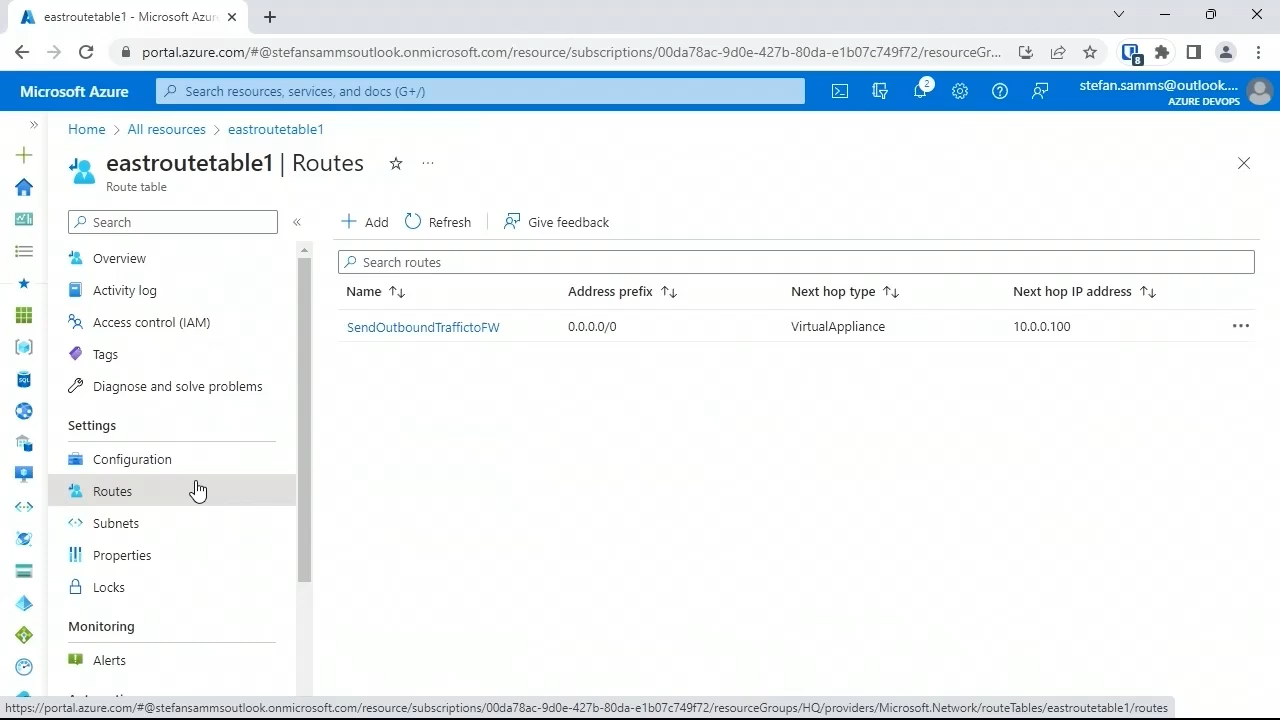 eastroutetable1 - Microsoft Azur
portal.azure.com/#@stefansammsoutlook.onmicrosoft.com/resource/subscriptions/00da78ac-9d0e-427b-80da-e1b07c749f72/resourceGr...
8
Microsoft Azure
Search resources, services, and docs (G+/)
2
stefan.samms@outlook....
AZURE DEVOPS
Home > All resources > eastroutetable1
eastroutetable1 | Routes
Route table
Search
Add Refresh Give feedback
Search routes
Name Address prefix Next hop type Next hop IP address
SendOutboundTraffictoFW 0.0.0.0/0 VirtualAppliance 10.0.0.100
Overview
Activity log
Access control (IAM)
Tags
Diagnose and solve problems
Settings
Configuration
Routes
Subnets
Properties
Locks
Monitoring
Alerts
https://portal.azure.com/#@stefansammsoutlook.onmicrosoft.com/resource/subscriptions/00da78ac-9d0e-427b-80da-e1b07c749f72/resourceGroups/HQ/providers/Microsoft.Network/routeTables/eastroutetable1/routes